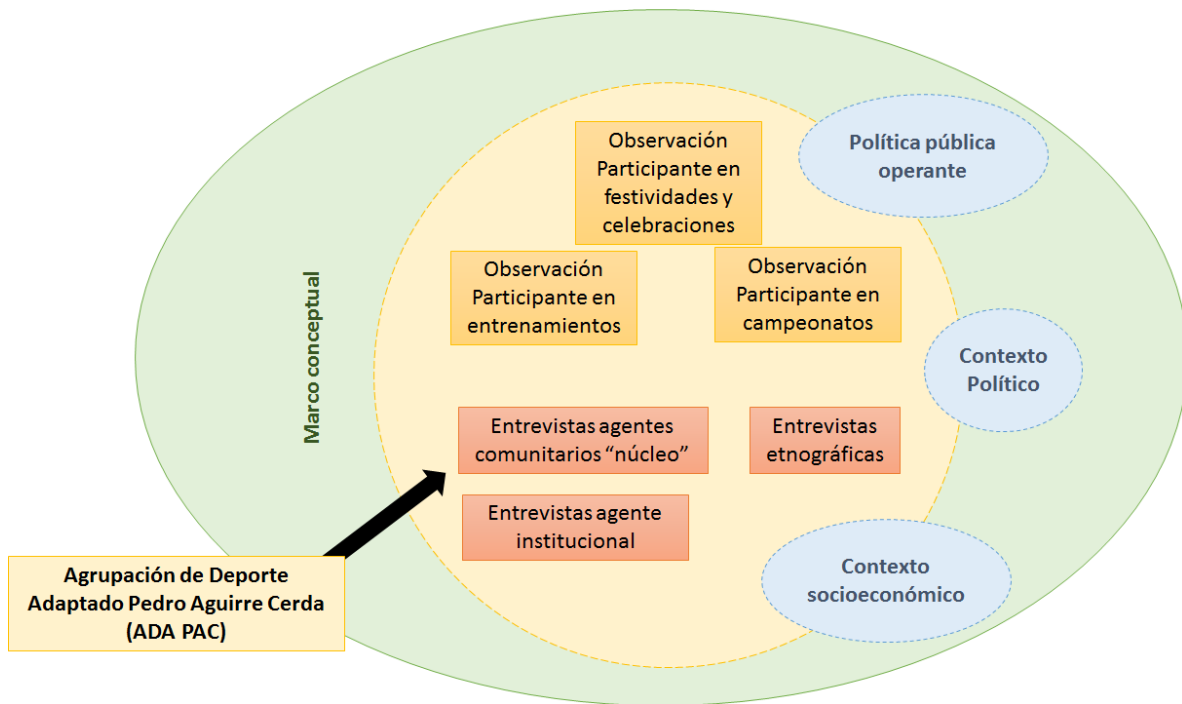 Observación
Participante en
festividades y
celebraciones
Política pública
operante
Observación
Participante en
entrenamientos
Observación
Participante en
campeonatos
Marco conceptual
Contexto
Político
Entrevistas agentes
comunitarios “núcleo”
Entrevistas
etnográficas
Entrevistas agente
institucional
Contexto
socioeconómico
Agrupación de Deporte
Adaptado Pedro Aguirre Cerda
(ADA PAC)